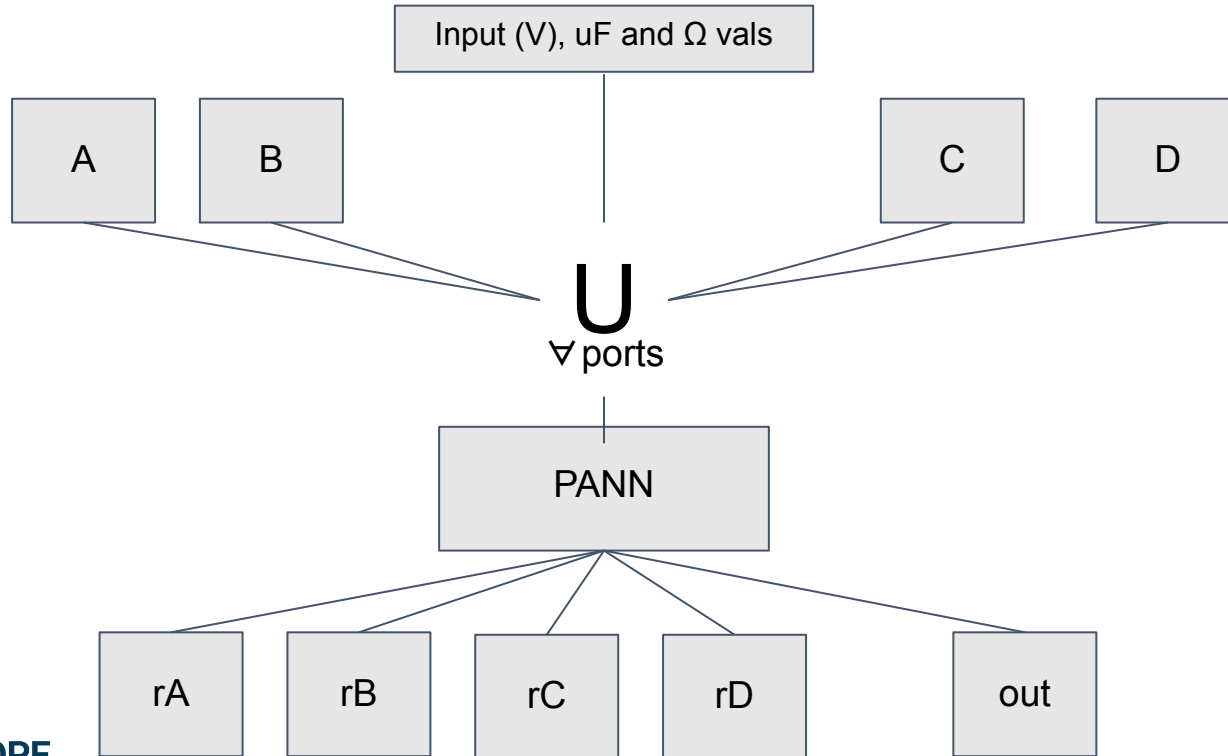 Input (V), uF and Ω vals
A
B
C
D
U
∀ ports
PANN
rA
rB
rC
rD
out